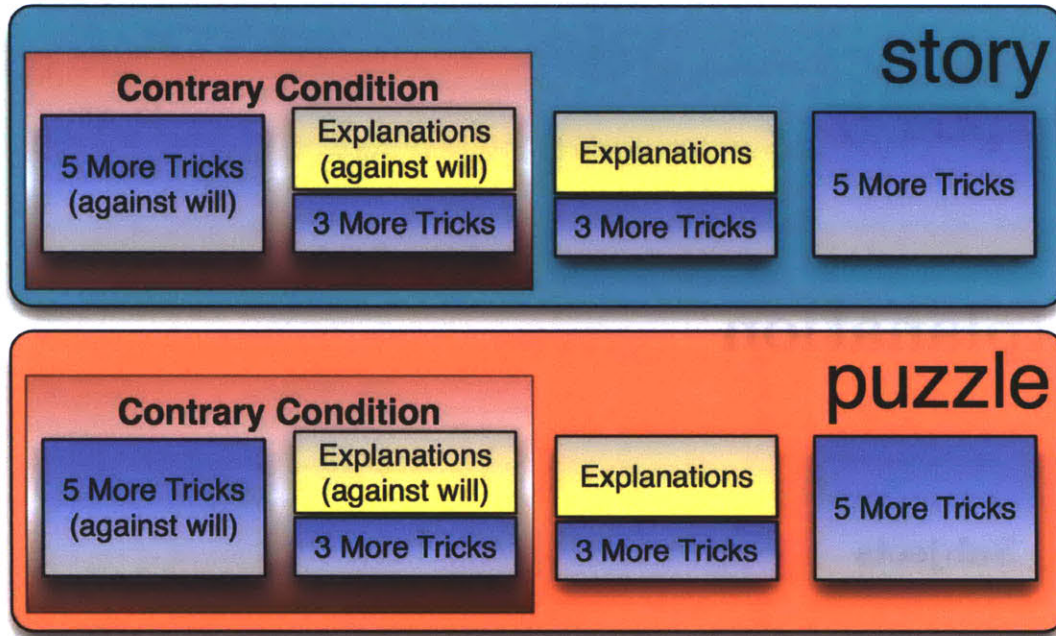 story
Contrary Condition
5 More Tricks
(against will)
Explanations
(against will)
3 More Tricks
Explanations
3 More Tricks
5 More Tricks
puzzle
Contrary Condition
5 More Tricks
(against will)
Explanations
(against will)
3 More Tricks
Explanations
3 More Tricks
5 More Tricks